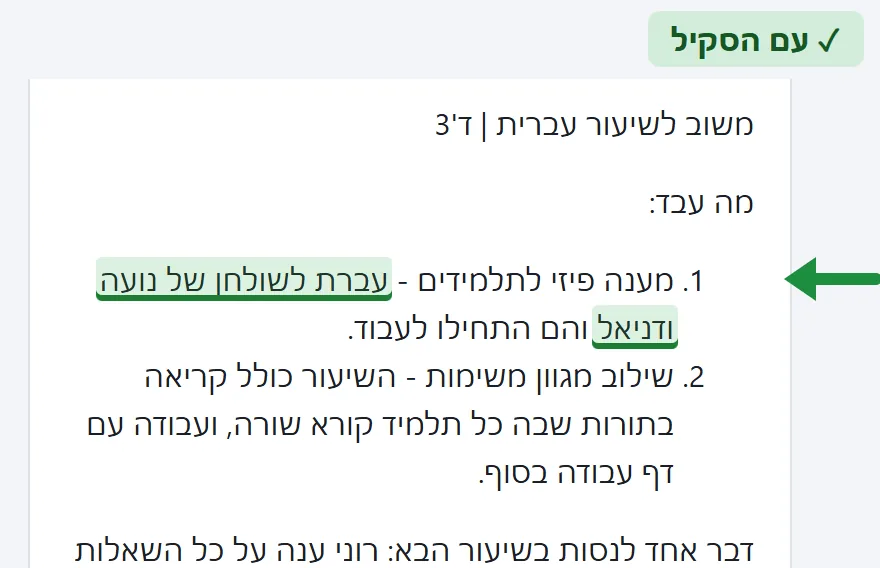 ✓ עם הסקיל
משוב לשיעור עברית | ד'3
מה עבד:
1. מענה פיזי לתלמידים - עברת לשולחן של נועה
ודניאל והם התחילו לעבוד.
2. שילוב מגוון משימות - השיעור כולל קריאה
בתורות שבה כל תלמיד קורא שורה, ועבודה עם
דף עבודה בסוף.
דבר אחד לנסות בשיעור הבא: רוני ענה על כל השאלות